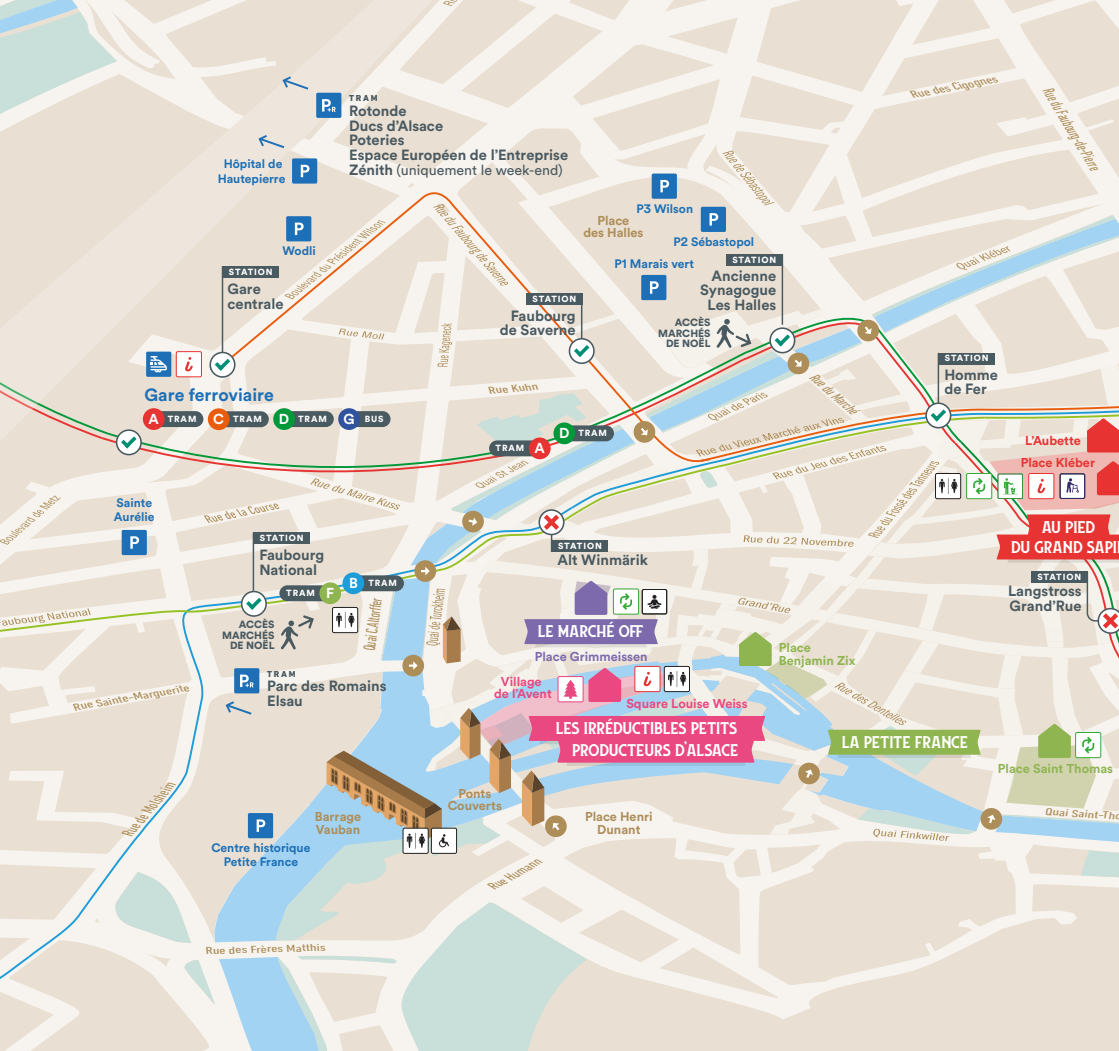 Rue des Cigognes
Rue du Faubourg-de-Pierre
P+R
TRAM
Rotonde
Ducs d'Alsace
Poteries
Espace Européen de l'Entreprise
Zénith (uniquement le week-end)
Hôpital de
Hautepierre
P
Rue de Sébastopol
P
P3 Wilson
P
P2 Sébastopol
Place
des Halles
P
Wodli
Boulevard du Président Wilson
Rue du Faubourg de Saverne
Quai Kléber
P1 Marais vert
P
STATION
Ancienne
Synagogue
Les Halles
STATION
Gare
centrale
STATION
Faubourg
de Saverne
ACCÈS
MARCHÉS
DE NOËL
Rue Moll
Rue Kageneck
i
Gare ferroviaire
A TRAM
C TRAM
D TRAM
G BUS
Rue Kuhn
STATION
Homme
de Fer
Rue du Marché
Quai de Paris
TRAM A
D TRAM
Rue du Vieux Marché aux Vins
Rue du Jeu des Enfants
L'Aubette
Place Kléber
i
Quai St Jean
Rue du Maire Kuss
Rue de la Course
Boulevard de Metz
Sainte
Aurélie
P
Rue du Fossé des Tanneurs
AU PIED
DU GRAND SAPI
STATION
Alt Winmärik
Rue du 22 Novembre
STATION
Faubourg
National
TRAM F
B TRAM
STATION
Langstross
Grand'Rue
aubourg National
ACCÈS
MARCHÉS
DE NOËL
Quai C.Altorffer
Quai de Turckheim
Grand'Rue
LE MARCHÉ OFF
Place Grimmeissen
Place
Benjamin Zix
P+R
TRAM
Parc des Romains
Elsau
Rue Sainte-Marguerite
Village
de l'Avent
i
Square Louise Weiss
Rue des Dentelles
LES IRRÉDUCTIBLES PETITS
PRODUCTEURS D'ALSACE
LA PETITE FRANCE
Place Saint Thomas
Rue de Molsheim
Ponts
Couverts
Barrage
Vauban
Place Henri
Dunant
Quai Saint-Tho
Quai Finkwiller
P
Centre historique
Petite France
Rue Humann
Rue des Frères Matthis